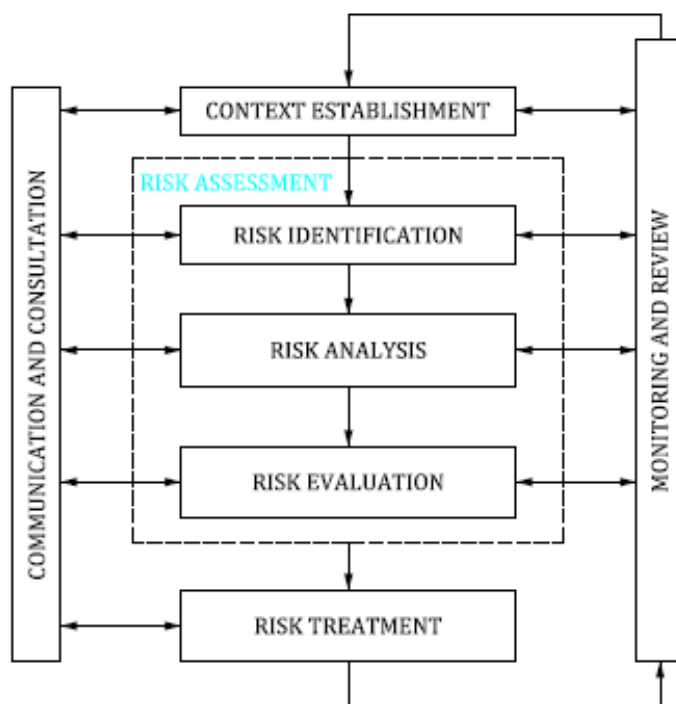 CONTEXT ESTABLISHMENT
RISK ASSESSMENT
RISK IDENTIFICATION
RISK ANALYSIS
RISK EVALUATION
RISK TREATMENT
COMMUNICATION AND CONSULTATION
MONITORING AND REVIEW